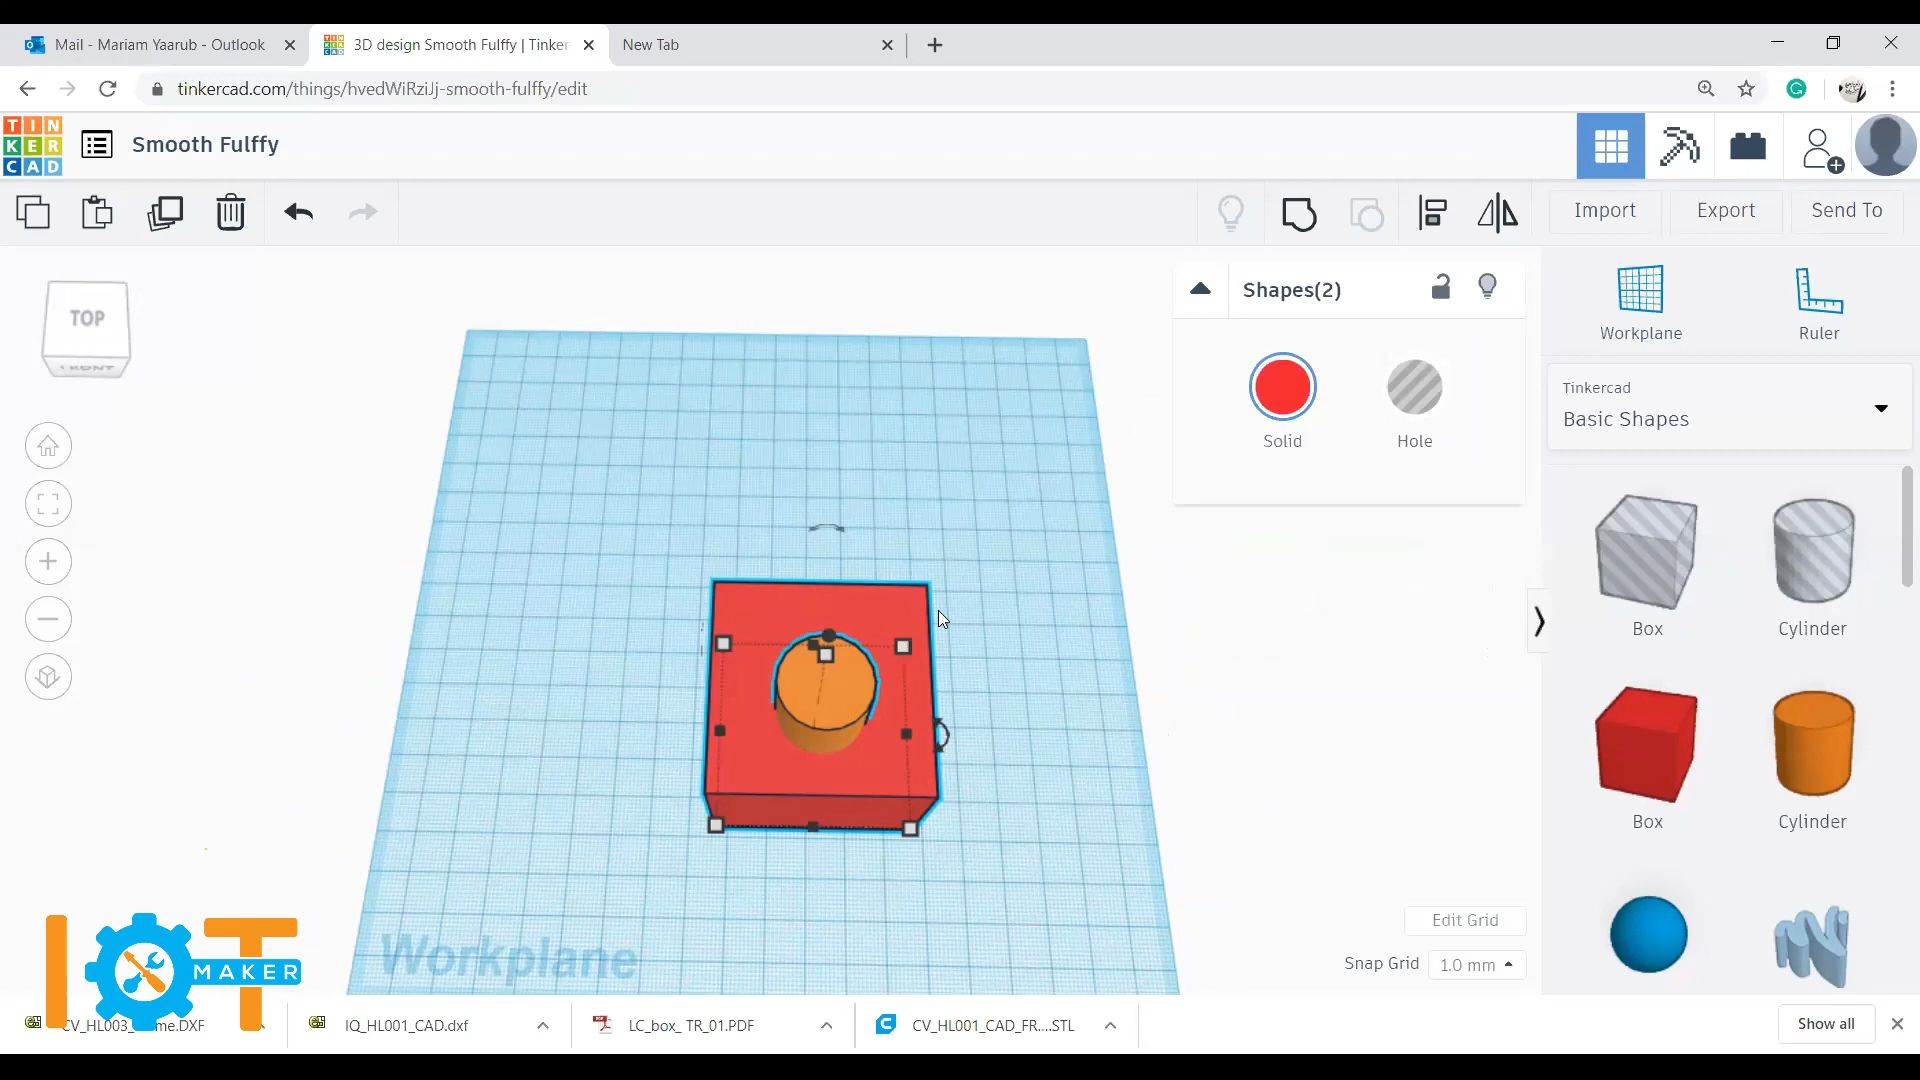 Mail - Mariam Yaarub - Outlook
3D design Smooth Fulffy | Tinker
New Tab
tinkercad.com/things/hvedWiRziJj-smooth-fulffy/edit
TIN
KER
CAD
Smooth Fulffy
Import
Export
Send To
TOP
FRONT
Shapes(2)
Solid
Hole
Workplane
Ruler
Tinkercad
Basic Shapes
Box
Cylinder
Box
Cylinder
Workplane
Edit Grid
Snap Grid
1.0 mm
IoT
MAKER
IQ_HL001_CAD.dxf
LC_box_ TR_01.PDF
CV_HL001_CAD_FR....STL
Show all